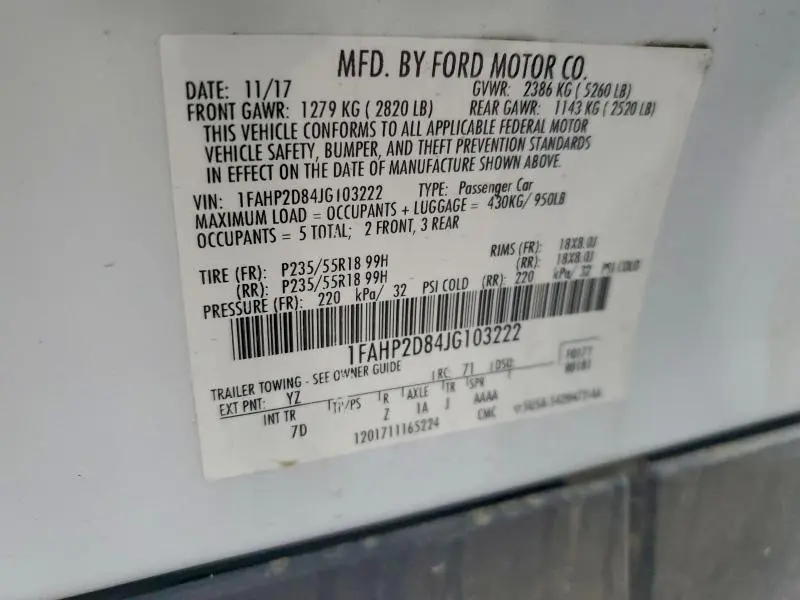 MFD. BY FORD MOTOR CO.
DATE: 11/17 GVWR: 2386 KG ( 5260 LB)
FRONT GAWR: 1279 KG ( 2820 LB) REAR GAWR: 1143 KG ( 2520 LB)
THIS VEHICLE CONFORMS TO ALL APPLICABLE FEDERAL MOTOR
VEHICLE SAFETY, BUMPER, AND THEFT PREVENTION STANDARDS
IN EFFECT ON THE DATE OF MANUFACTURE SHOWN ABOVE.
VIN: 1FAHP2D84JG103222 TYPE: Passenger Car
MAXIMUM LOAD = OCCUPANTS + LUGGAGE = 430KG/ 950LB
OCCUPANTS = 5 TOTAL; 2 FRONT, 3 REAR
TIRE (FR): P235/55R18 99H RIMS (FR): 18X8.0J
(RR): P235/55R18 99H (RR): 18X8.0J
PRESSURE (FR): 220 kPa/ 32 PSI COLD (RR): 220 kPa/ 32 PSI COLD
1FAHP2D84JG103222
TRAILER TOWING - SEE OWNER GUIDE RC: 71 DSO:
EXT PNT: YZ
INT TR TP/PS R AXLE TR SPR
7D Z 1A J AAAA
1201711165224 CMC